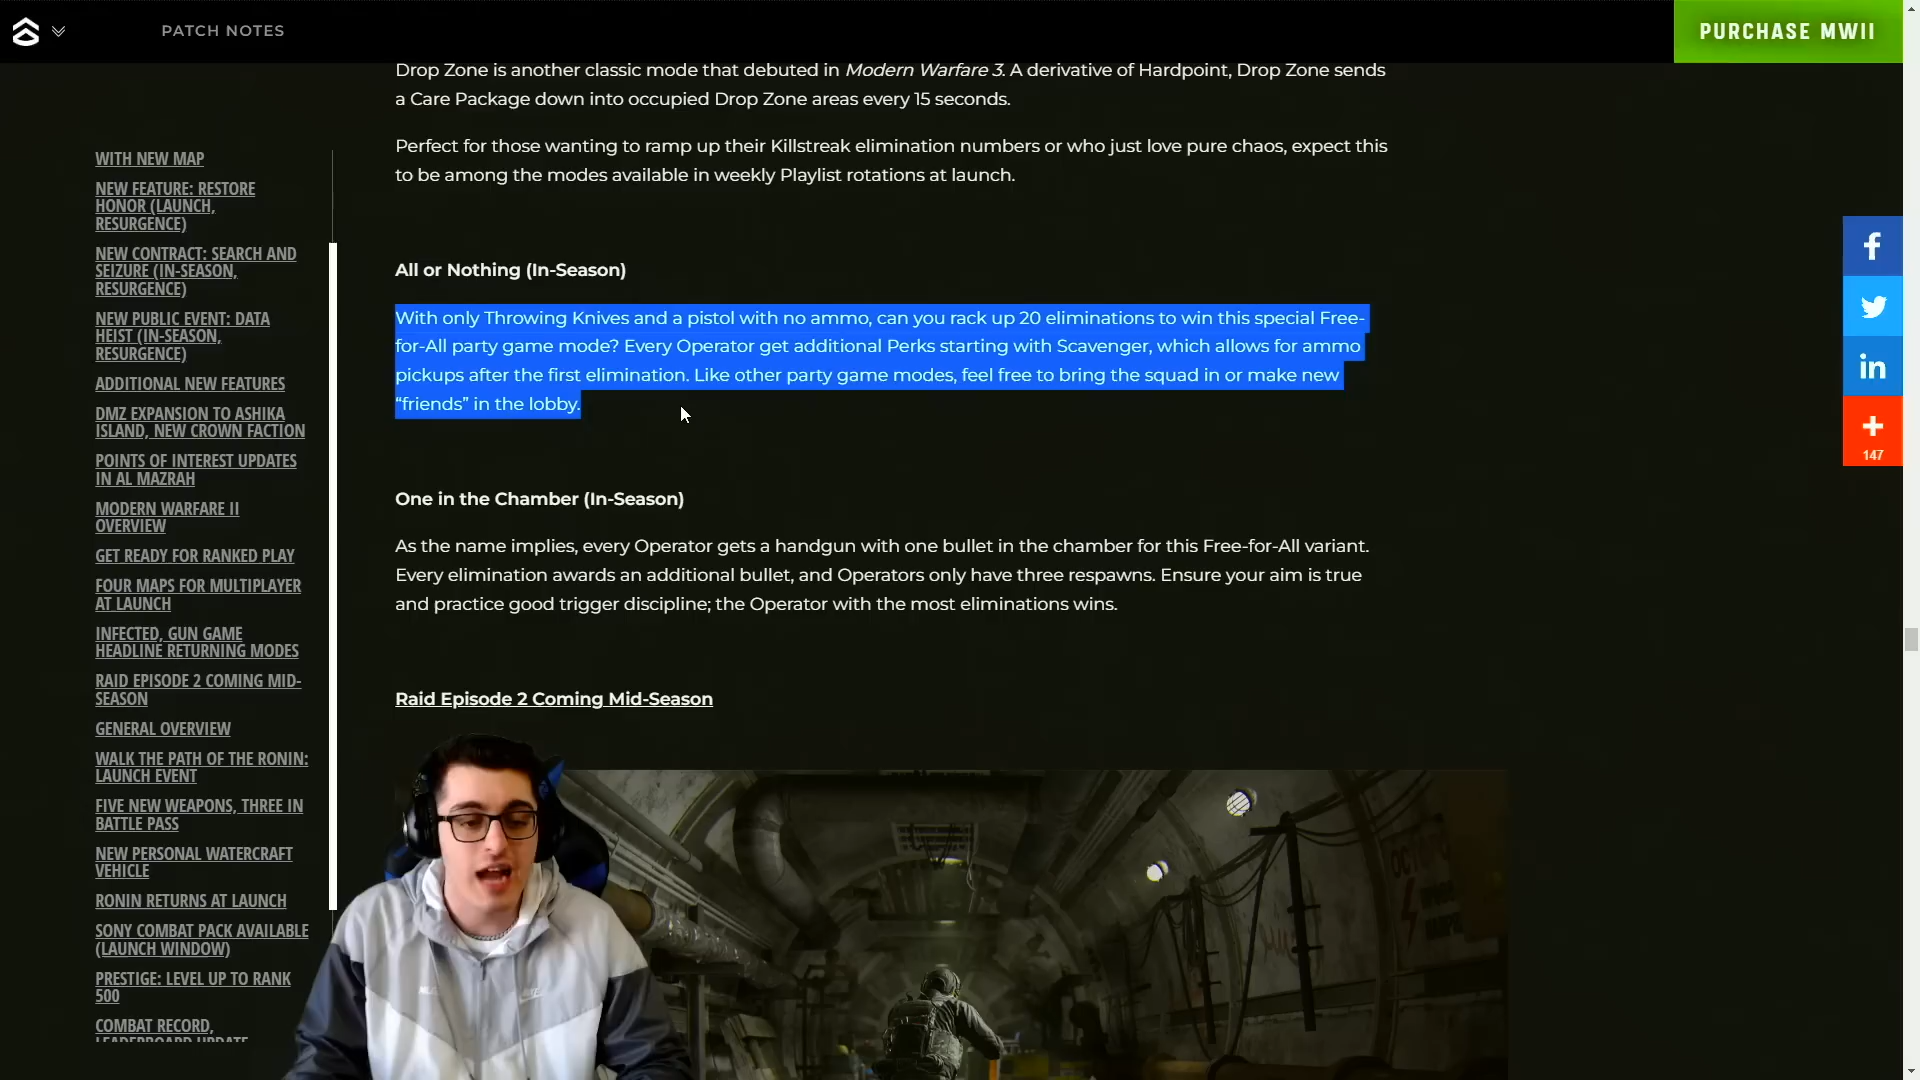 PATCH NOTES
PURCHASE MWII
Drop Zone is another classic mode that debuted in Modern Warfare 3. A derivative of Hardpoint, Drop Zone sends
a Care Package down into occupied Drop Zone areas every 15 seconds.
Perfect for those wanting to ramp up their Killstreak elimination numbers or who just love pure chaos, expect this
to be among the modes available in weekly Playlist rotations at launch.
All or Nothing (In-Season)
With only Throwing Knives and a pistol with no ammo, can you rack up 20 eliminations to win this special Free-
for-All party game mode? Every Operator get additional Perks starting with Scavenger, which allows for ammo
pickups after the first elimination. Like other party game modes, feel free to bring the squad in or make new
“friends” in the lobby.
One in the Chamber (In-Season)
As the name implies, every Operator gets a handgun with one bullet in the chamber for this Free-for-All variant.
Every elimination awards an additional bullet, and Operators only have three respawns. Ensure your aim is true
and practice good trigger discipline; the Operator with the most eliminations wins.
Raid Episode 2 Coming Mid-Season
WITH NEW MAP
NEW FEATURE: RESTORE
HONOR (LAUNCH,
RESURGENCE)
NEW CONTRACT: SEARCH AND
SEIZURE (IN-SEASON,
RESURGENCE)
NEW PUBLIC EVENT: DATA
HEIST (IN-SEASON,
RESURGENCE)
ADDITIONAL NEW FEATURES
DMZ EXPANSION TO ASHIKA
ISLAND, NEW CROWN FACTION
POINTS OF INTEREST UPDATES
IN AL MAZRAH
MODERN WARFARE II
OVERVIEW
GET READY FOR RANKED PLAY
FOUR MAPS FOR MULTIPLAYER
AT LAUNCH
INFECTED, GUN GAME
HEADLINE RETURNING MODES
RAID EPISODE 2 COMING MID-
SEASON
GENERAL OVERVIEW
WALK THE PATH OF THE RONIN:
LAUNCH EVENT
FIVE NEW WEAPONS, THREE IN
BATTLE PASS
NEW PERSONAL WATERCRAFT
VEHICLE
RONIN RETURNS AT LAUNCH
SONY COMBAT PACK AVAILABLE
(LAUNCH WINDOW)
PRESTIGE: LEVEL UP TO RANK
500
COMBAT RECORD,
LEADERBOARD UPDATE
f
in
147